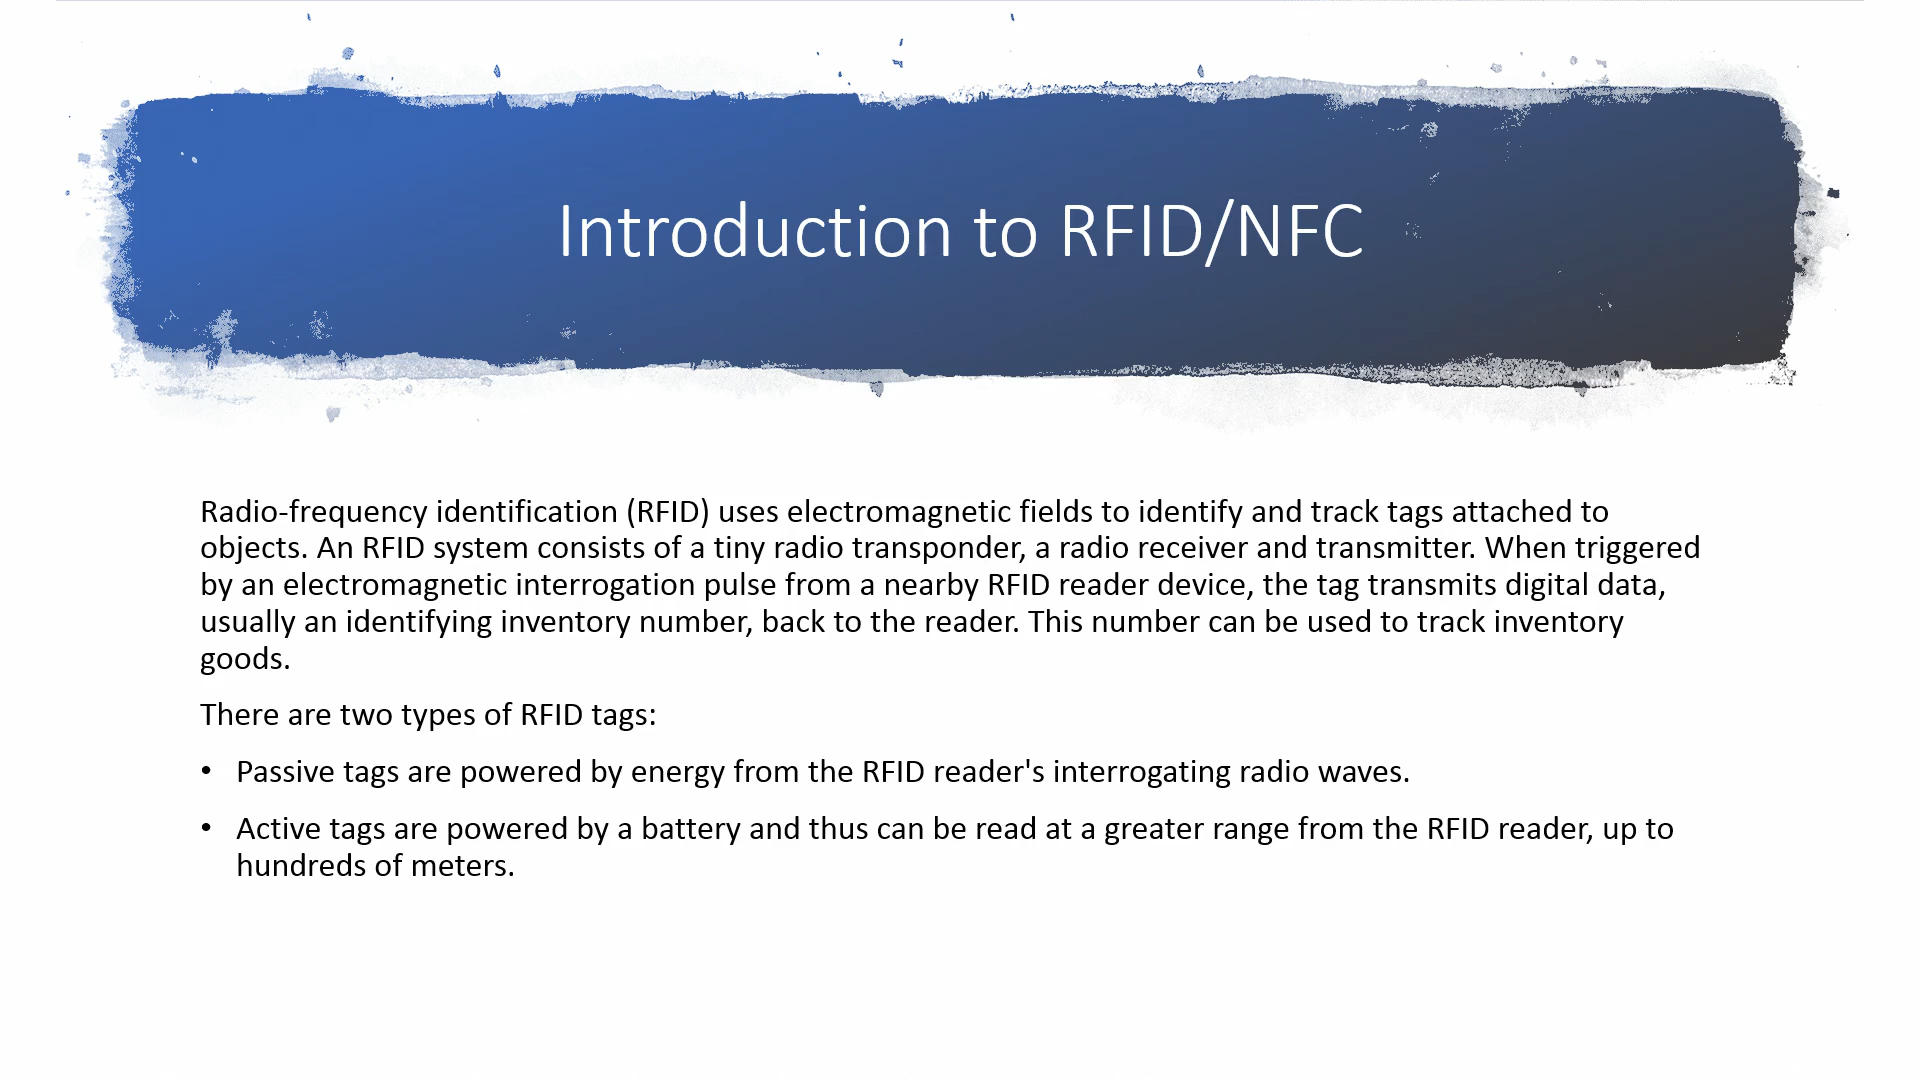 Introduction to RFID/NFC
Radio-frequency identification (RFID) uses electromagnetic fields to identify and track tags attached to
objects. An RFID system consists of a tiny radio transponder, a radio receiver and transmitter. When triggered
by an electromagnetic interrogation pulse from a nearby RFID reader device, the tag transmits digital data,
usually an identifying inventory number, back to the reader. This number can be used to track inventory
goods.
There are two types of RFID tags:
• Passive tags are powered by energy from the RFID reader's interrogating radio waves.
• Active tags are powered by a battery and thus can be read at a greater range from the RFID reader, up to
hundreds of meters.